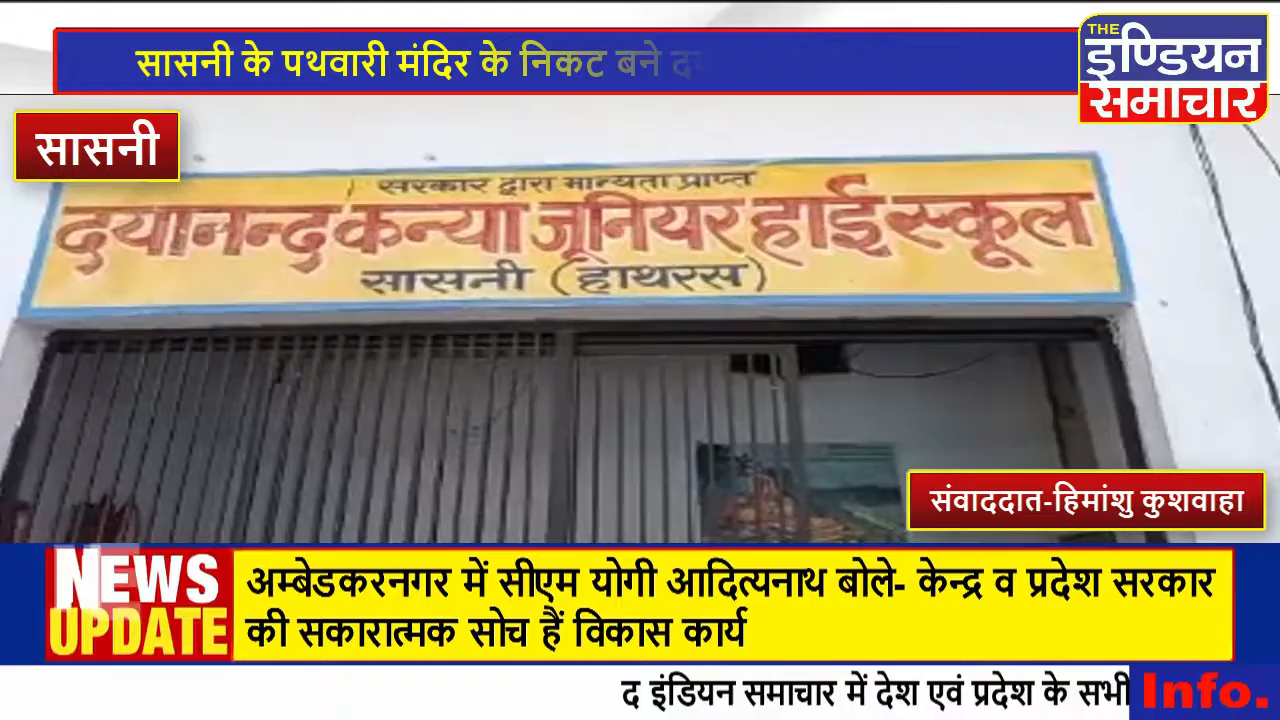 सासनी के पथवारी मंदिर के निकट बने
THE
इण्डियन
समाचार
सासनी
सरकार द्वारा मान्यता प्राप्त
दयानन्द कन्या जूनियर हाई स्कूल
सासनी (हाथरस)
संवाददात-हिमांशु कुशवाहा
NEWS
UPDATE
अम्बेडकरनगर में सीएम योगी आदित्यनाथ बोले- केन्द्र व प्रदेश सरकार
की सकारात्मक सोच हैं विकास कार्य
द इंडियन समाचार में देश एवं प्रदेश के सभी
Info.